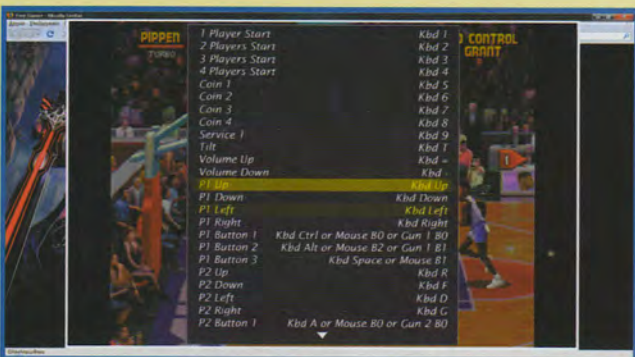 PIPPEN
TURBO
CONTROL
GRANT
1
1 Player Start Kbd 1
2 Players Start Kbd 2
3 Players Start Kbd 3
4 Players Start Kbd 4
Coin 1 Kbd 5
Coin 2 Kbd 6
Coin 3 Kbd 7
Coin 4 Kbd 8
Service 1 Kbd 9
Tilt Kbd T
Volume Up Kbd =
Volume Down Kbd -
P1 Up Kbd Up
P1 Down Kbd Down
P1 Left Kbd Left
P1 Right Kbd Right
P1 Button 1 Kbd Ctrl or Mouse B0 or Gun 1 B0
P1 Button 2 Kbd Alt or Mouse B2 or Gun 1 B1
P1 Button 3 Kbd Space or Mouse B1
P2 Up Kbd R
P2 Down Kbd F
P2 Left Kbd D
P2 Right Kbd G
P2 Button 1 Kbd A or Mouse B0 or Gun 2 B0